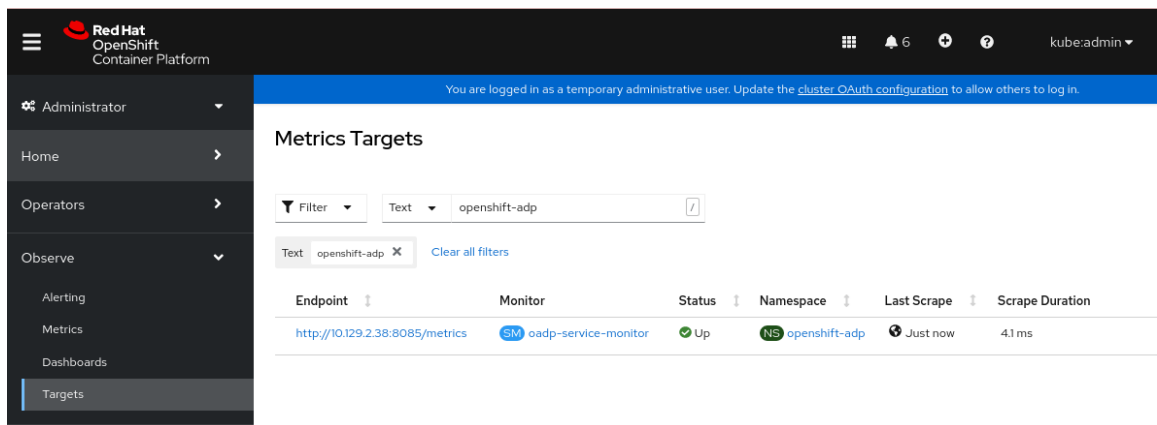 Red Hat
OpenShift
Container Platform
6
kube:admin
You are logged in as a temporary administrative user. Update the cluster OAuth configuration to allow others to log in.
Administrator
Home
Operators
Observe
Alerting
Metrics
Dashboards
Targets
Metrics Targets
Filter Text openshift-adp /
Text openshift-adp Clear all filters
Endpoint Monitor Status Namespace Last Scrape Scrape Duration
http://10.129.2.38:8085/metrics SM oadp-service-monitor Up NS openshift-adp Just now 4.1 ms